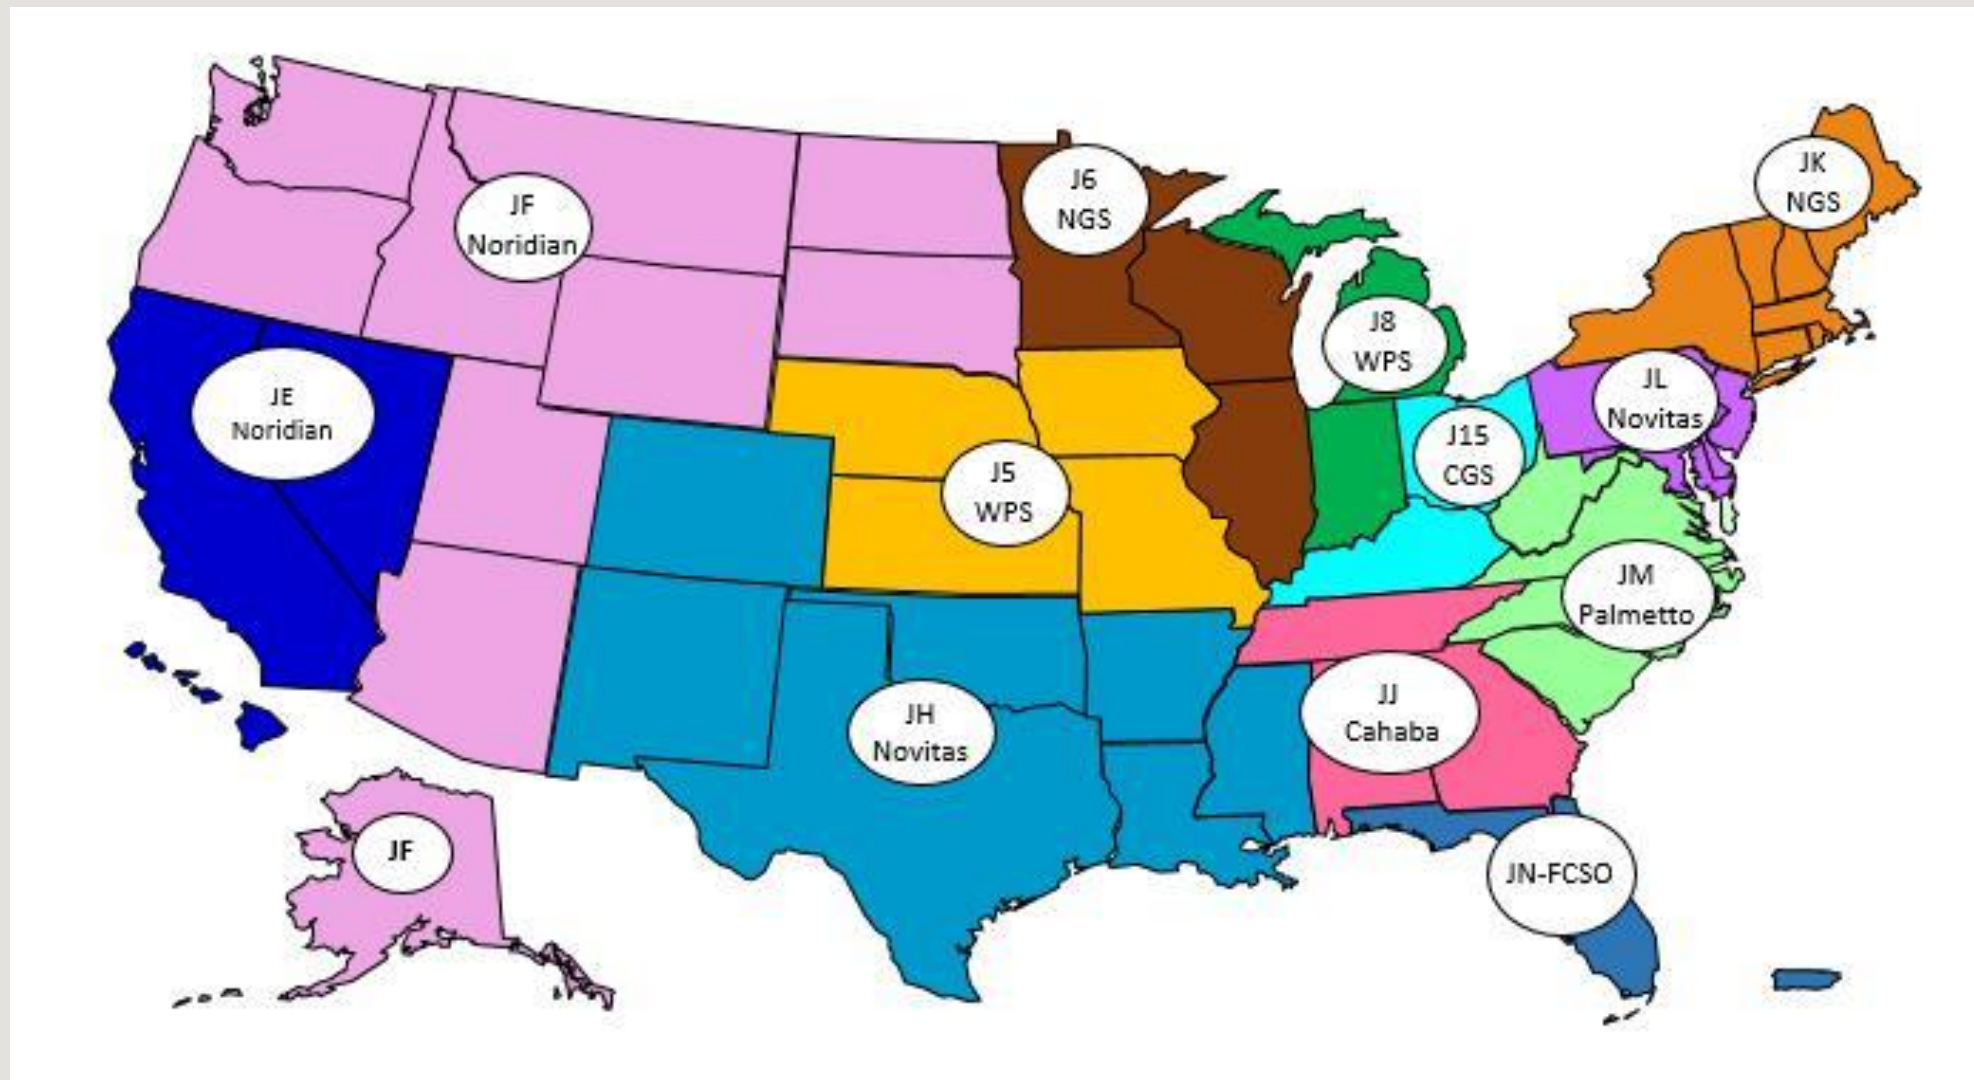 JF
Noridian
J6
NGS
JK
NGS
J8
WPS
JE
Noridian
JL
Novitas
J15
CGS
J5
WPS
JM
Palmetto
JH
Novitas
JJ
Cahaba
JF
JN-FCSO